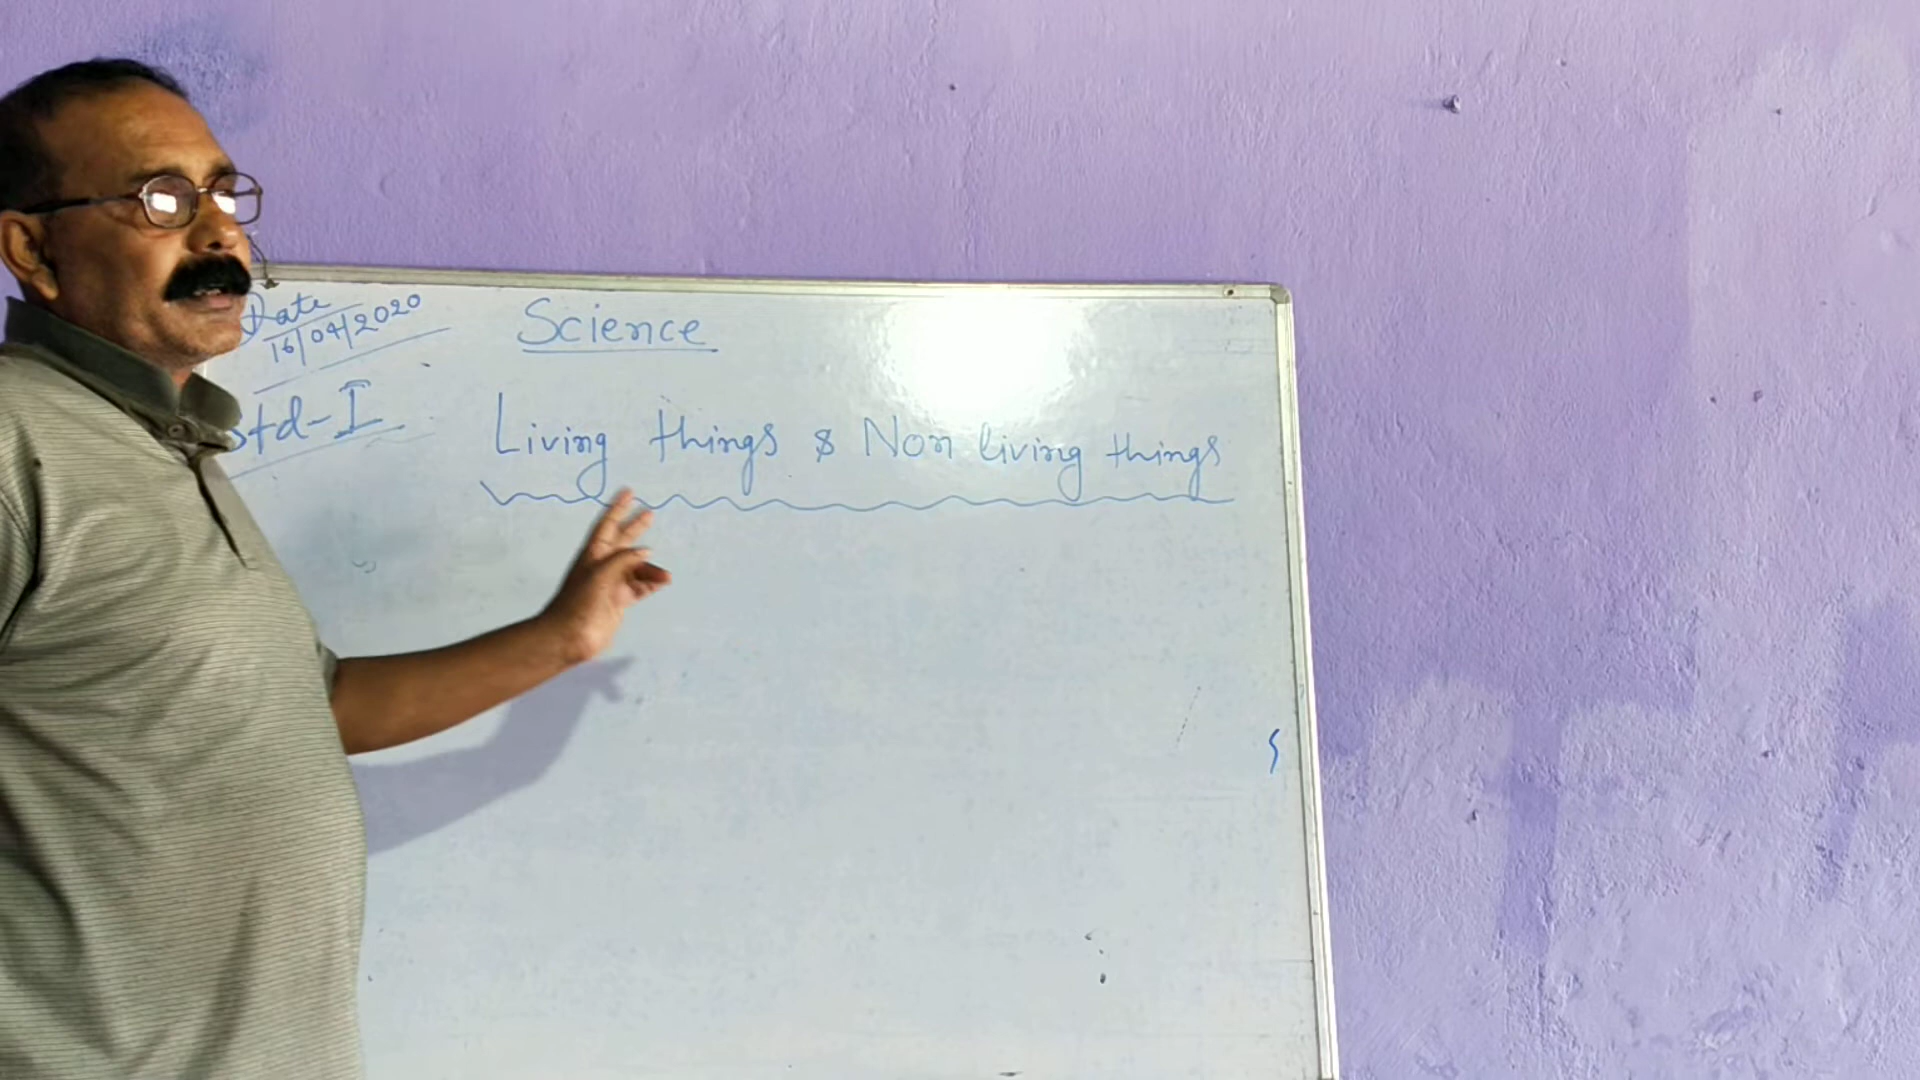 Date
16/04/2020
Science
Std-I
Living things & Non living things